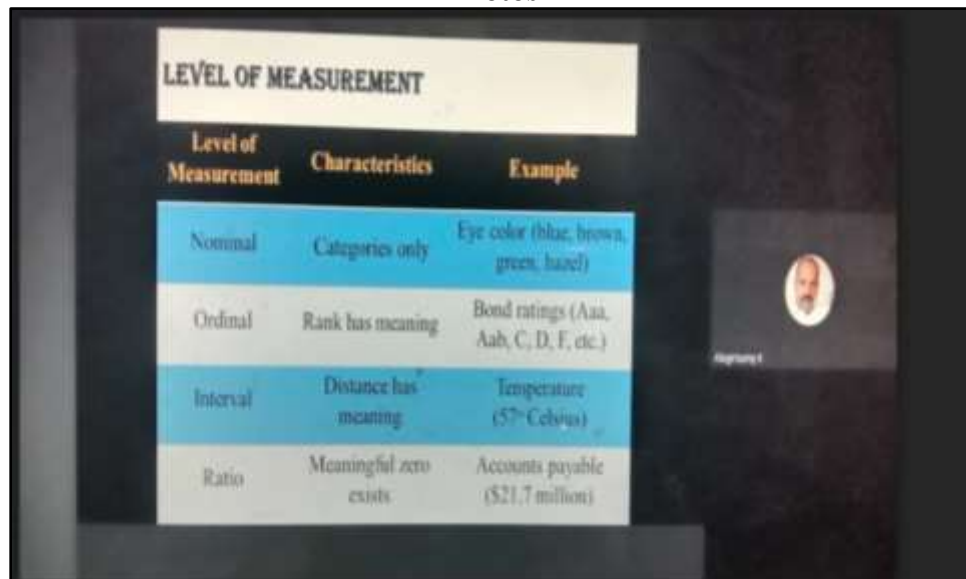 LEVEL OF MEASUREMENT
Level of
Measurement
Characteristics
Example
Nominal
Categories only
Eye color (blue, brown,
green, hazel)
Ordinal
Rank has meaning
Bond ratings (Aaa,
Aab, C, D, F, etc.)
Interval
Distance has
meaning
Temperature
(57° Celsius)
Ratio
Meaningful zero
exists
Accounts payable
($21.7 million)